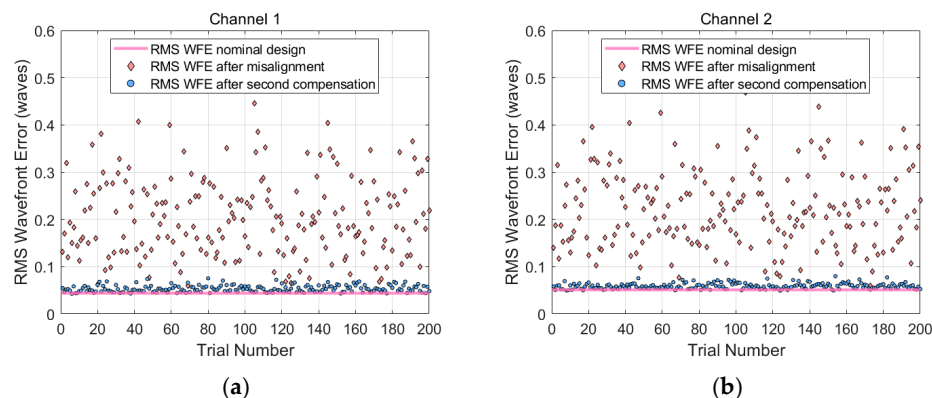 Channel 1
RMS Wavefront Error (waves)
0.6
0.5
0.4
0.3
0.2
0.1
0
RMS WFE nominal design
RMS WFE after misalignment
RMS WFE after second compensation
0 20 40 60 80 100 120 140 160 180 200
Trial Number
(a)
Channel 2
RMS Wavefront Error (waves)
0.6
0.5
0.4
0.3
0.2
0.1
0
RMS WFE nominal design
RMS WFE after misalignment
RMS WFE after second compensation
0 20 40 60 80 100 120 140 160 180 200
Trial Number
(b)